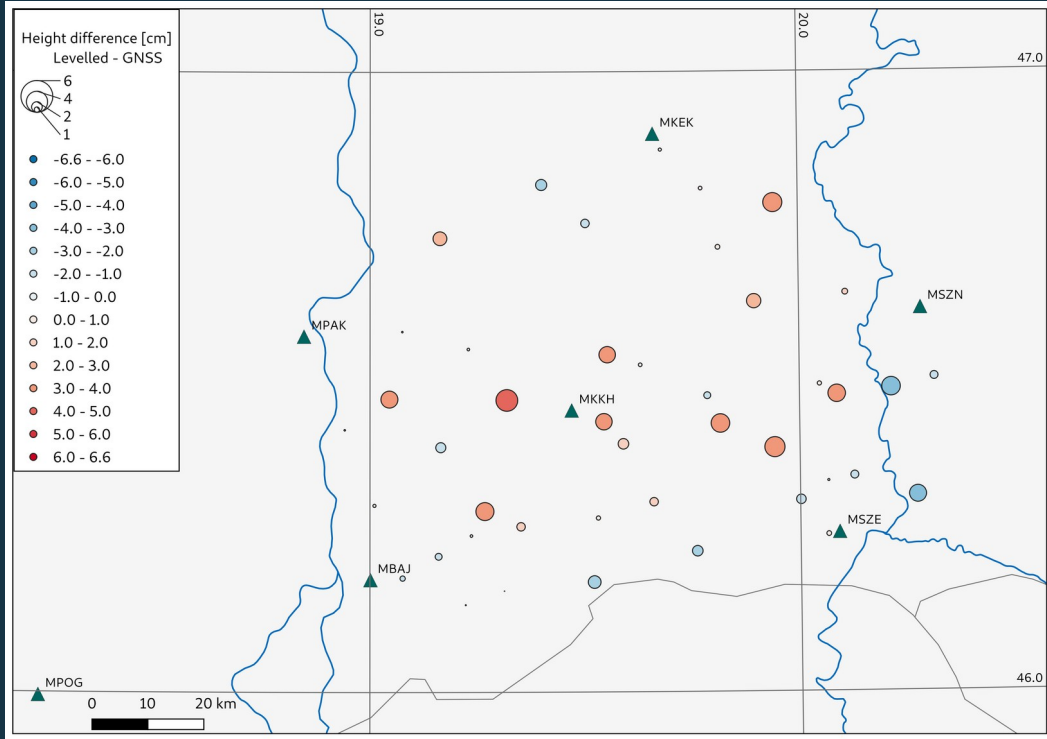 Height difference [cm]
Levelled - GNSS
6
4
2
1
-6.6 - -6.0
-6.0 - -5.0
-5.0 - -4.0
-4.0 - -3.0
-3.0 - -2.0
-2.0 - -1.0
-1.0 - 0.0
0.0 - 1.0
1.0 - 2.0
2.0 - 3.0
3.0 - 4.0
4.0 - 5.0
5.0 - 6.0
6.0 - 6.6
19.0
20.0
47.0
MKEK
MSZN
MPAK
MKKH
MSZE
MBAJ
46.0
MPOG
0 10 20 km